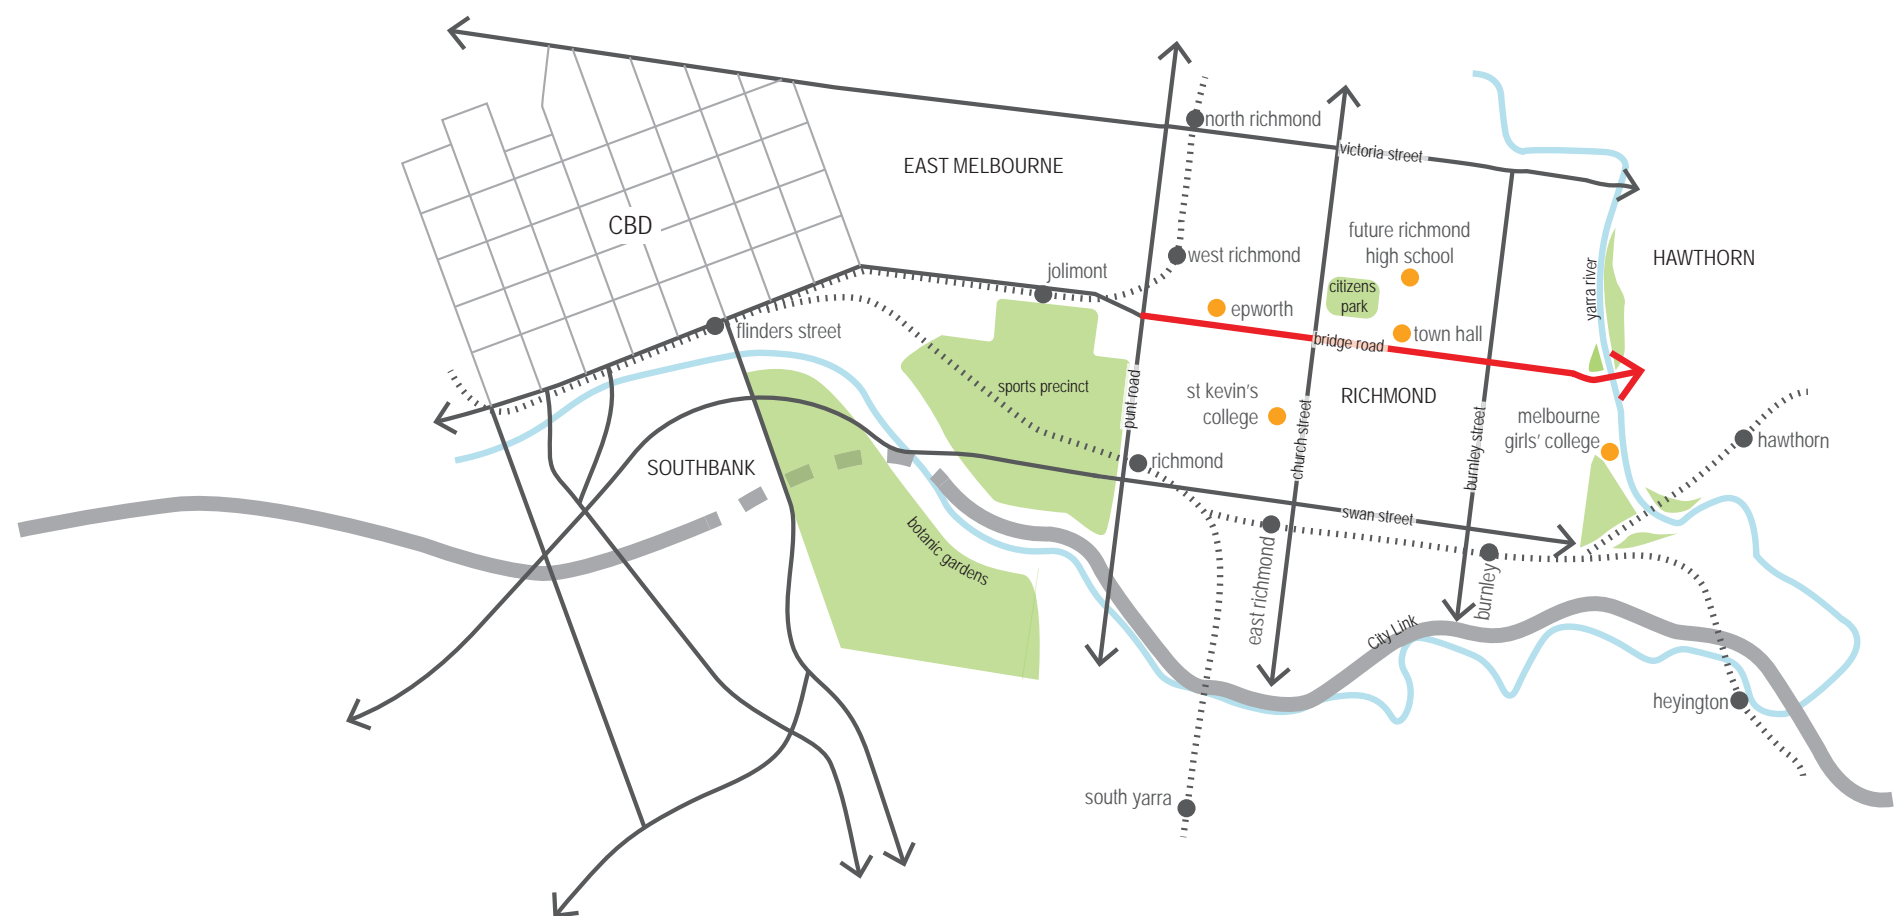 north richmond
victoria street
EAST MELBOURNE
CBD
future richmond
high school
west richmond
HAWTHORN
jolimont
citizens
park
yarra river
epworth
flinders street
town hall
bridge road
sports precinct
punt road
st kevin's
college
RICHMOND
church street
burnley street
melbourne
girls' college
hawthorn
SOUTHBANK
richmond
swan street
botanic gardens
east richmond
burnley
City Link
heyington
south yarra